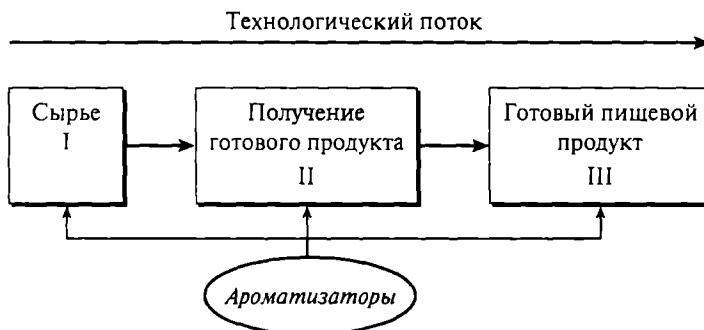 Технологический поток
Сырье
I
Получение
готового продукта
II
Готовый пищевой
продукт
III
Ароматизаторы